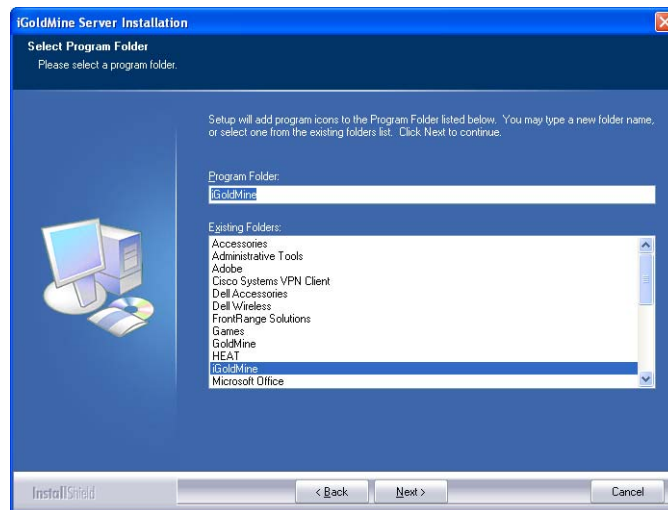 iGoldMine Server Installation
Select Program Folder
Please select a program folder.
Setup will add program icons to the Program Folder listed below. You may type a new folder name,
or select one from the existing folders list. Click Next to continue.
Program Folder:
iGoldMine
Existing Folders:
Accessories
Administrative Tools
Adobe
Cisco Systems VPN Client
Dell Accessories
Dell Wireless
FrontRange Solutions
Games
GoldMine
HEAT
iGoldMine
Microsoft Office
InstallShield
< Back
Next >
Cancel